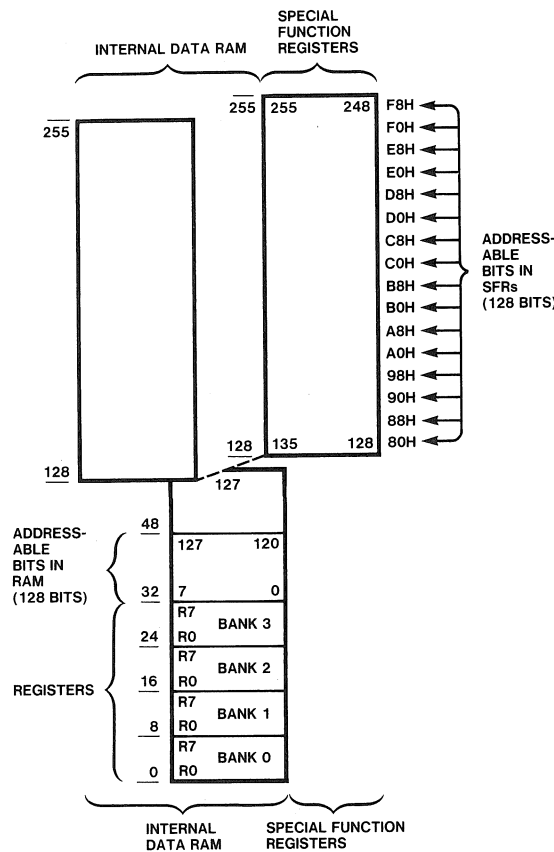 SPECIAL
FUNCTION
REGISTERS
INTERNAL DATA RAM
255
255 248
F8H
255
F0H
E8H
E0H
D8H
D0H
C8H
C0H
B8H
B0H
A8H
A0H
98H
90H
88H
80H
ADDRESS-
ABLE
BITS IN
SFRs
(128 BITS)
128
135 128
128
127
48
ADDRESS-
ABLE
BITS IN
RAM
(128 BITS)
127 120
32
7 0
R7
BANK 3
24
R0
R7
BANK 2
16
R0
REGISTERS
R7
BANK 1
8
R0
R7
BANK 0
0
R0
INTERNAL
DATA RAM
SPECIAL FUNCTION
REGISTERS